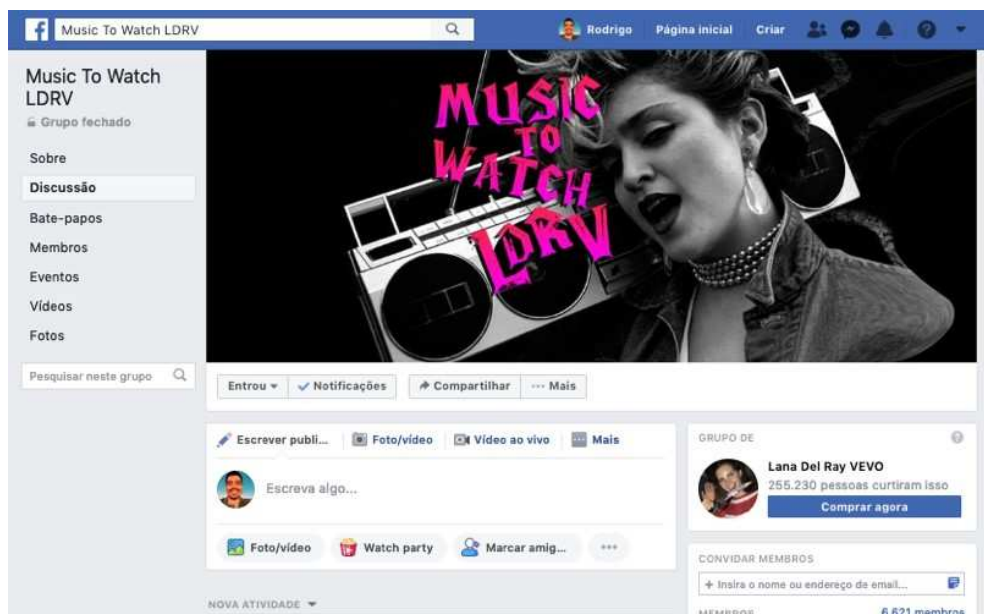 Music To Watch LDRV
Rodrigo
Página inicial
Criar
Music To Watch
LDRV
Grupo fechado
Sobre
Discussão
Bate-papos
Membros
Eventos
Vídeos
Fotos
Pesquisar neste grupo
MUSIC
TO
WATCH
LDRV
Entrou
Notificações
Compartilhar
Mais
Escrever publi...
Foto/vídeo
Vídeo ao vivo
Mais
Escreva algo...
Foto/vídeo
Watch party
Marcar amig...
NOVA ATIVIDADE
GRUPO DE
Lana Del Ray VEVO
255.230 pessoas curtiram isso
Comprar agora
CONVIDAR MEMBROS
+ Insira o nome ou endereço de email...
MEMBROS
6.621 membros